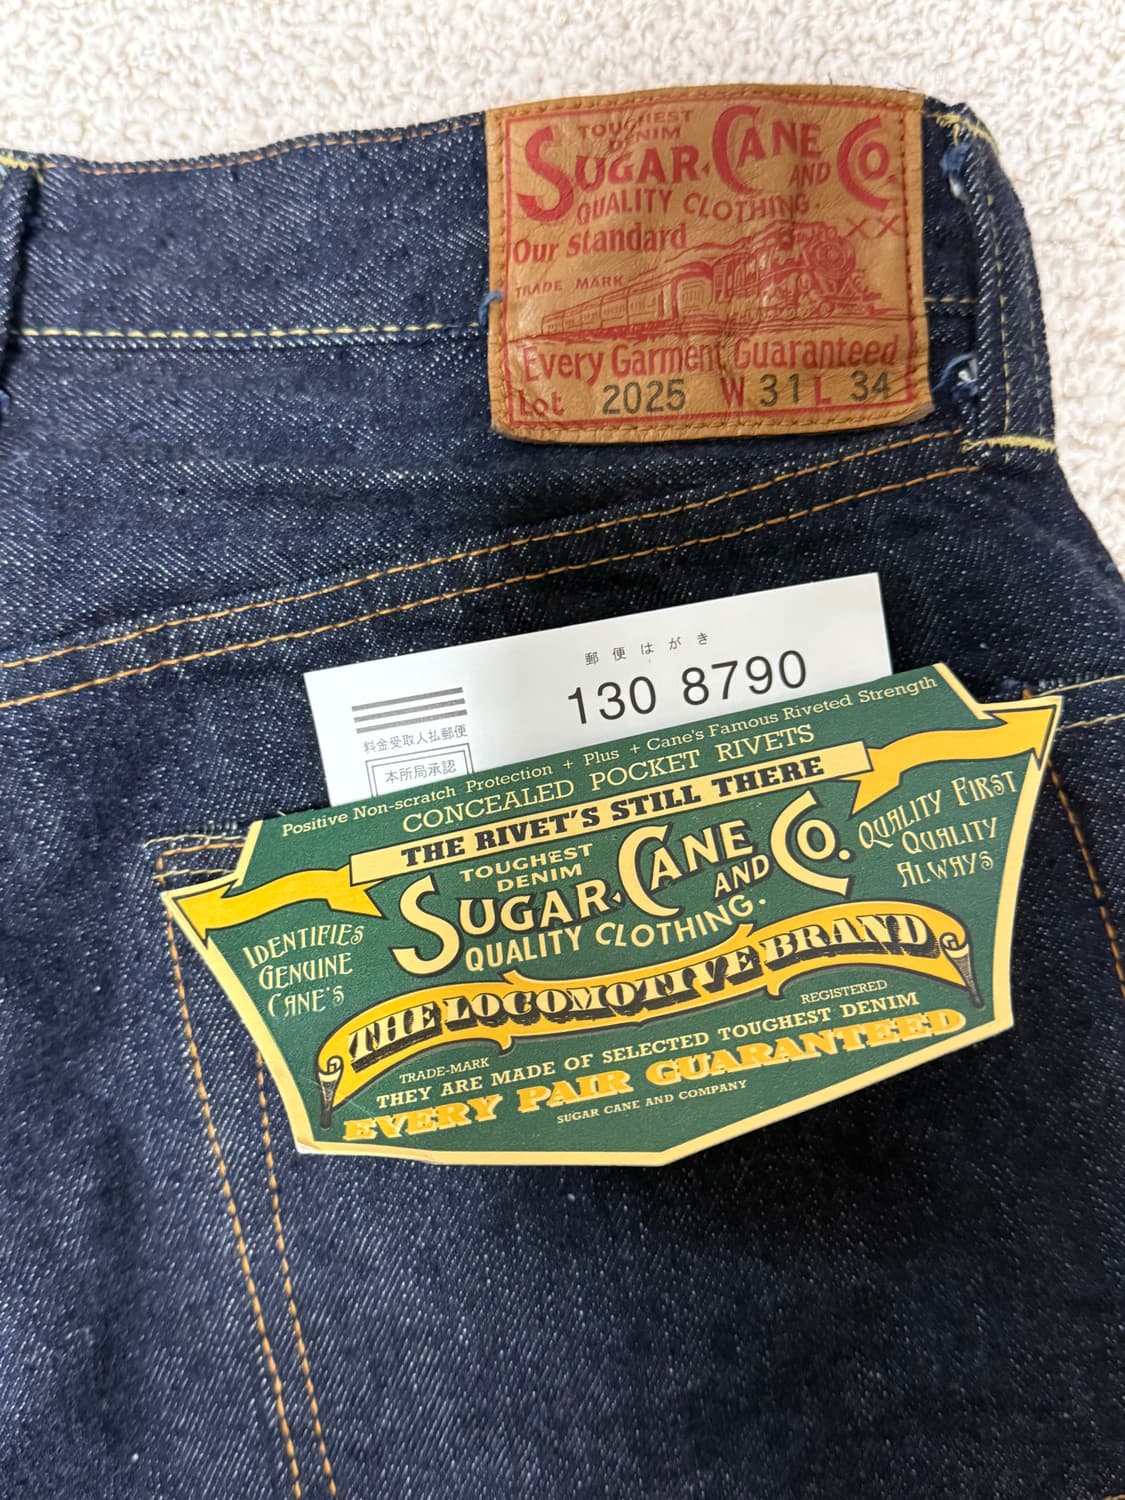 TOUGHEST
DENIM
SUGAR CANE AND CO.
QUALITY CLOTHING.
Our Standard XX
TRADE MARK
Every Garment Guaranteed
Lot 2025 W 31 L 34
郵便はがき
130 8790
料金受取人払郵便
本所局承認
Positive Non-scratch Protection + Plus + Cane's Famous Riveted Strength
CONCEALED POCKET RIVETS
THE RIVET'S STILL THERE
TOUGHEST
DENIM
SUGAR CANE AND CO.
QUALITY CLOTHING.
QUALITY FIRST
QUALITY
ALWAYS
IDENTIFIES
GENUINE
CANE'S
THE LOCOMOTIVE BRAND
TRADE-MARK REGISTERED
THEY ARE MADE OF SELECTED TOUGHEST DENIM
EVERY PAIR GUARANTEED
SUGAR CANE AND COMPANY